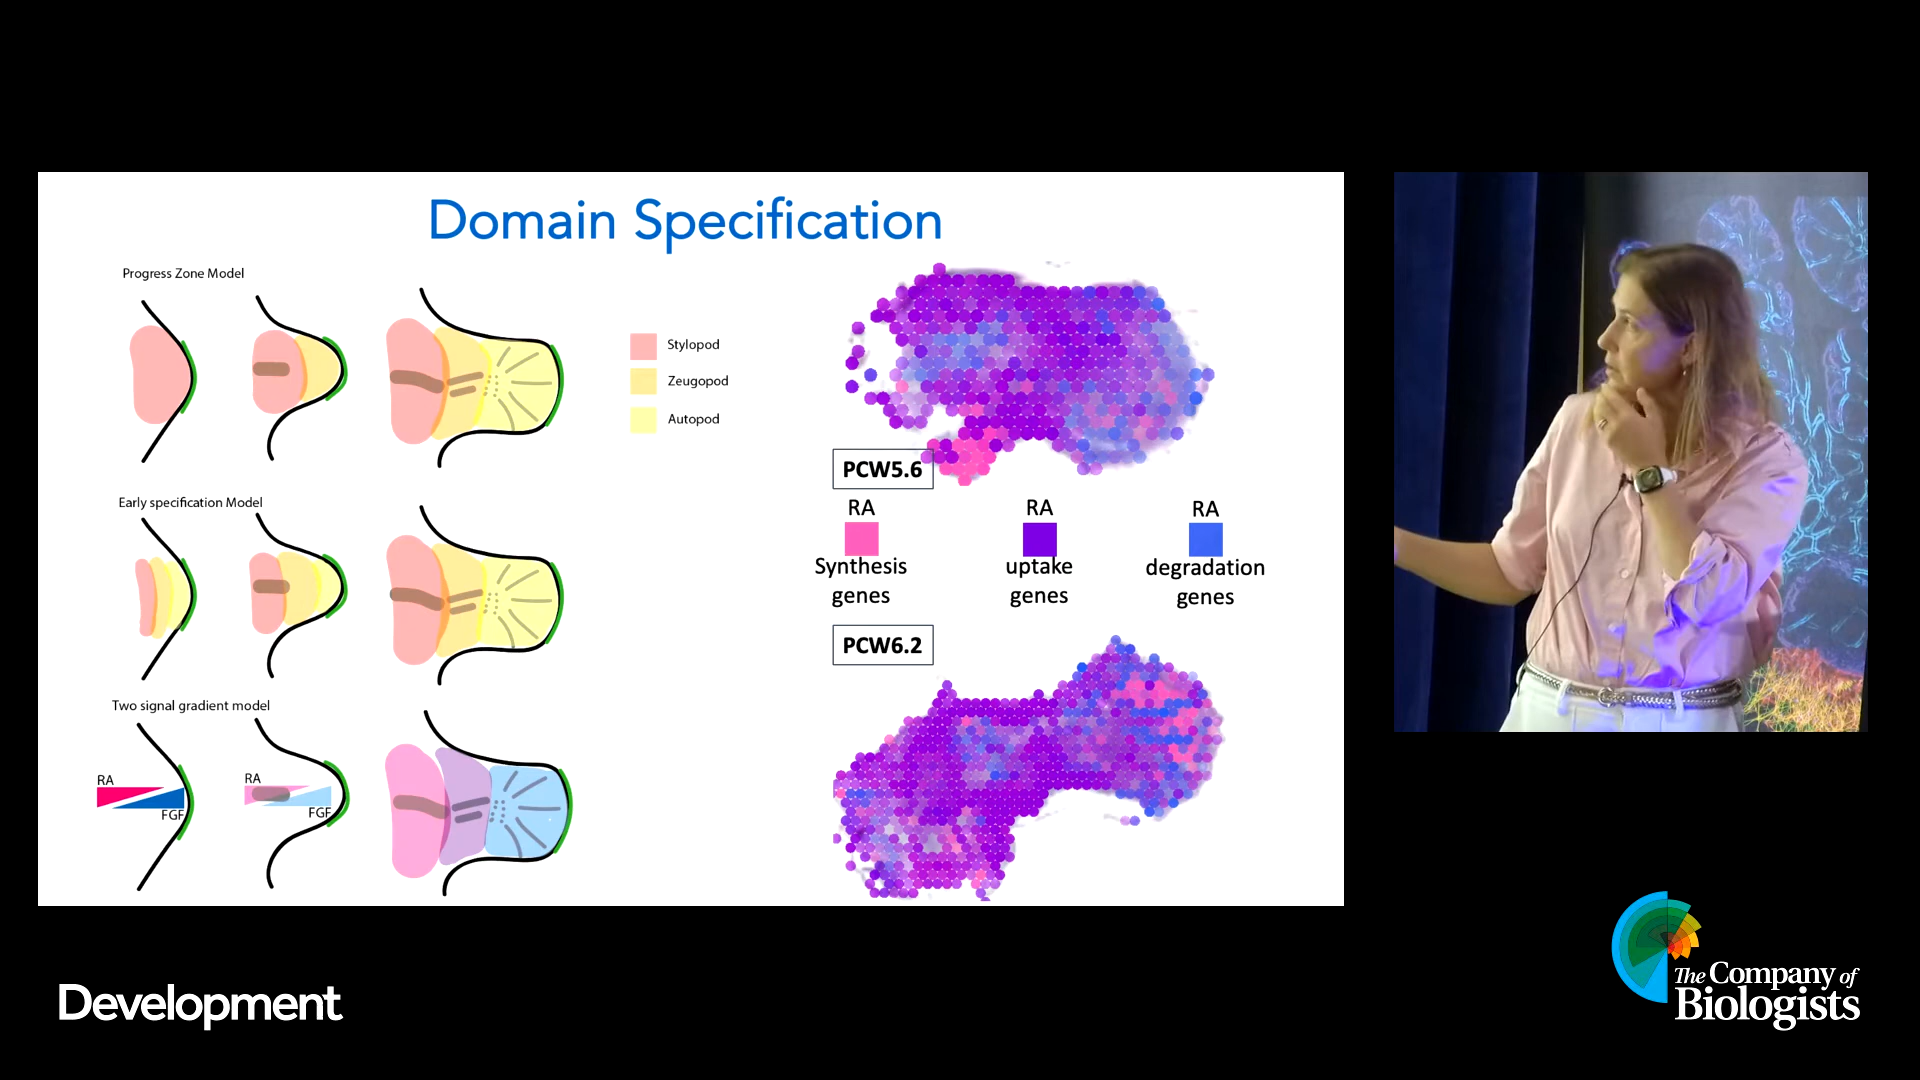 Domain Specification
Progress Zone Model
Stylopod
Zeugopod
Autopod
PCW5.6
Early specification Model
RA
Synthesis
genes
RA
uptake
genes
RA
degradation
genes
PCW6.2
Two signal gradient model
RA
FGF
RA
FGF
Development
The Company of
Biologists